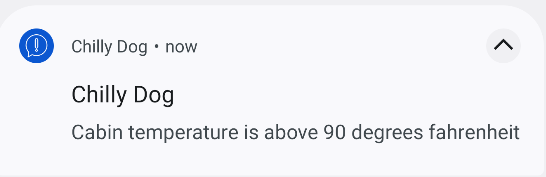 Chilly Dog • now
Chilly Dog
Cabin temperature is above 90 degrees fahrenheit